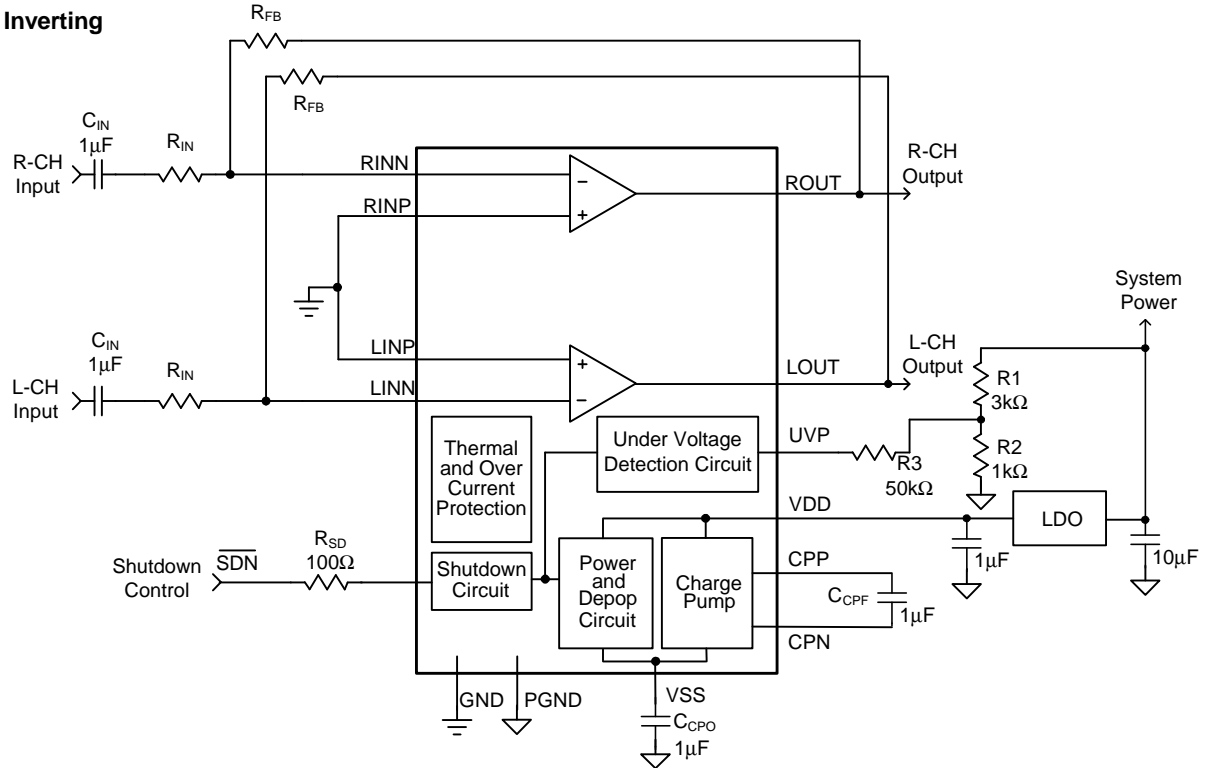 Inverting
RFB
RFB
CIN
1μF
RIN
R-CH
Input
RINN
RINP
−
+
ROUT
R-CH
Output
System
Power
CIN
1μF
RIN
L-CH
Input
LINP
LINN
+
−
LOUT
L-CH
Output
R1
3kΩ
R2
1kΩ
R3
50kΩ
UVP
Under Voltage
Detection Circuit
Thermal
and Over
Current
Protection
VDD
LDO
1μF
10μF
Shutdown
Control
SDN
RSD
100Ω
Shutdown
Circuit
Power
and
Depop
Circuit
Charge
Pump
CPP
CCPF
1μF
CPN
GND
PGND
VSS
CCPO
1μF